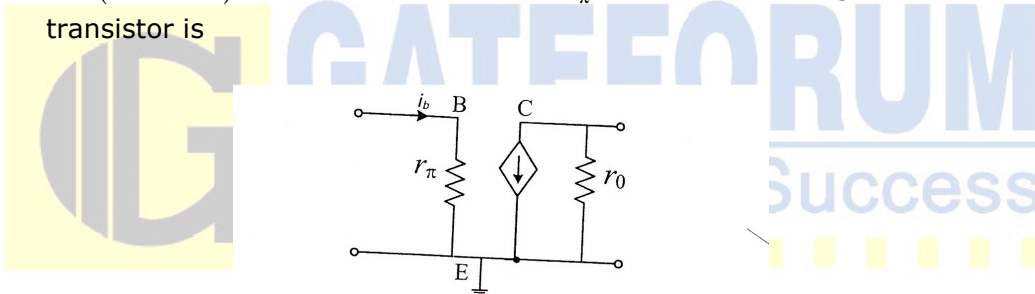 transistor is
GATEFORUM
Success
i_b B C
r_π r_0
E